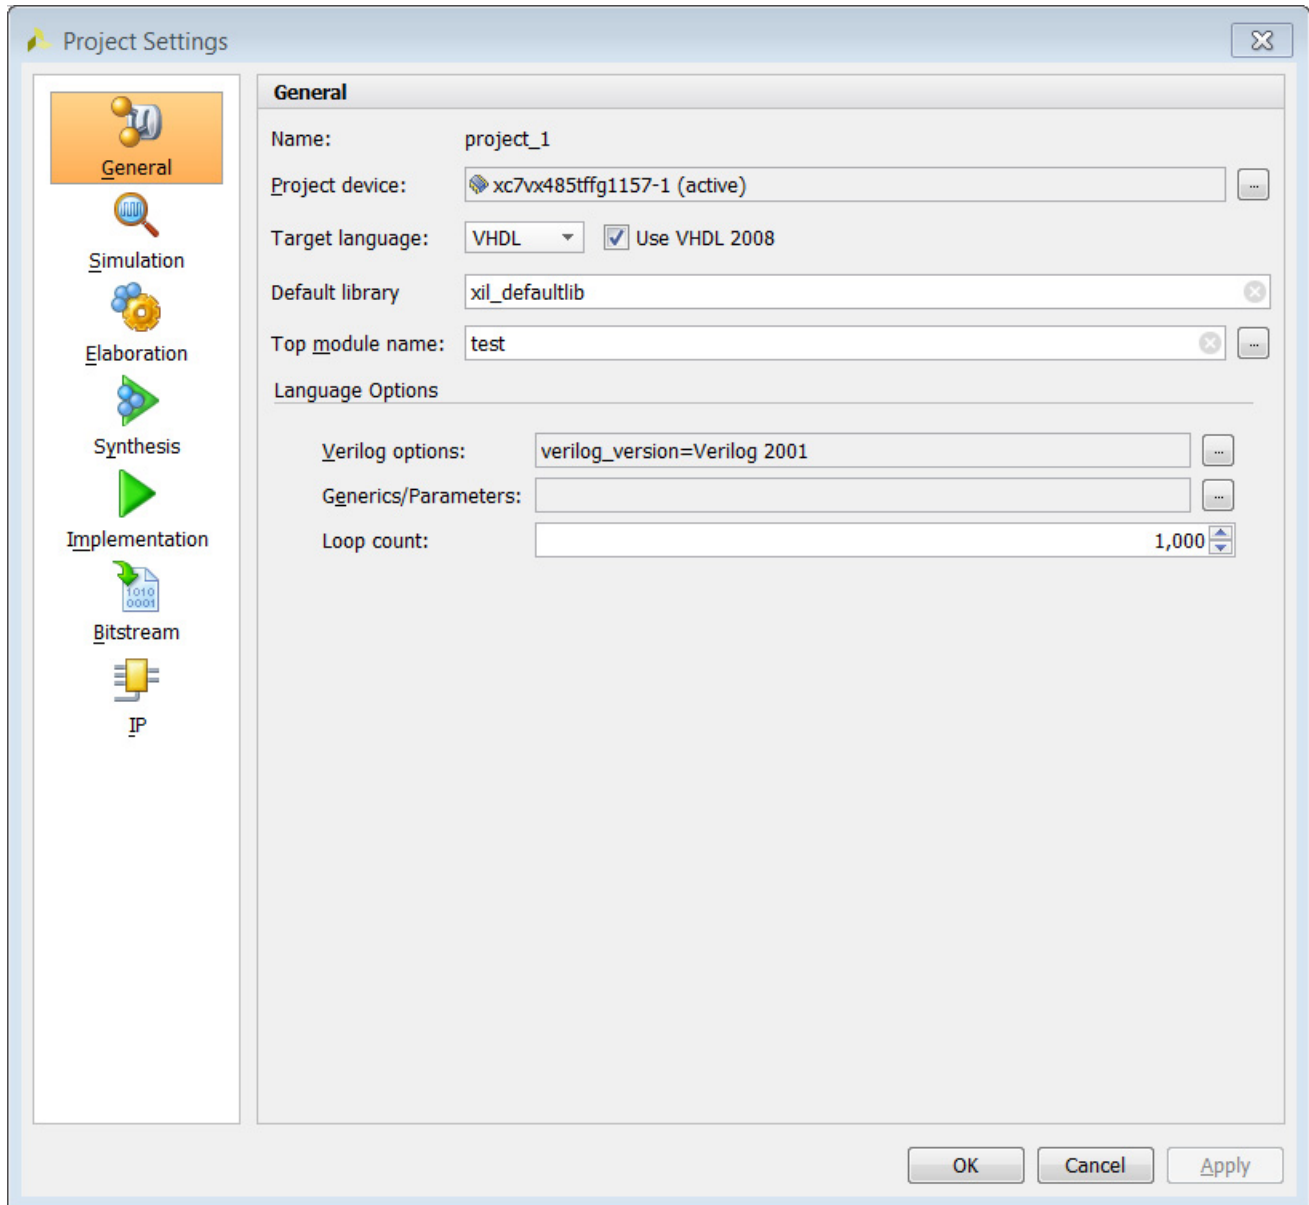 Project Settings
General
Simulation
Elaboration
Synthesis
Implementation
1010
0001
Bitstream
IP
General
Name: project_1
Project device: xc7vx485tffg1157-1 (active) ...
Target language: VHDL Use VHDL 2008
Default library xil_defaultlib
Top module name: test ...
Language Options
Verilog options: verilog_version=Verilog 2001 ...
Generics/Parameters: ...
Loop count: 1,000
OK Cancel Apply